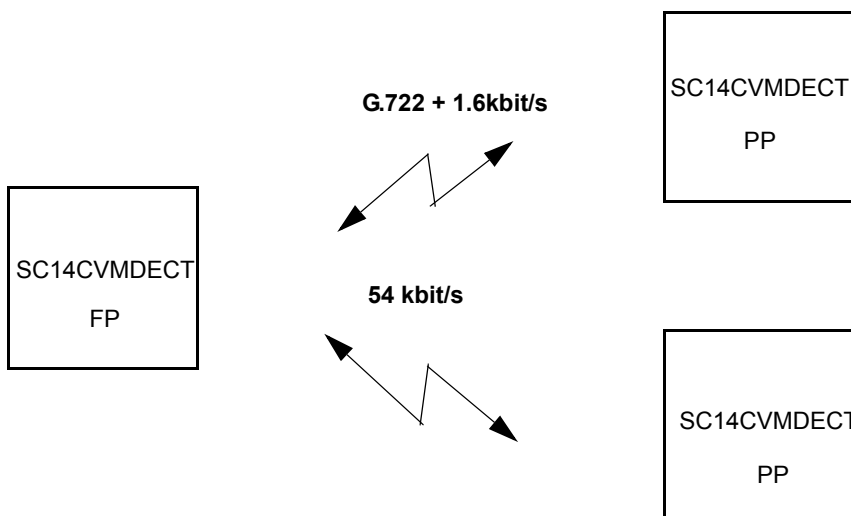 SC14CVMDECT
PP
G.722 + 1.6kbit/s
SC14CVMDECT
FP
54 kbit/s
SC14CVMDECT
PP